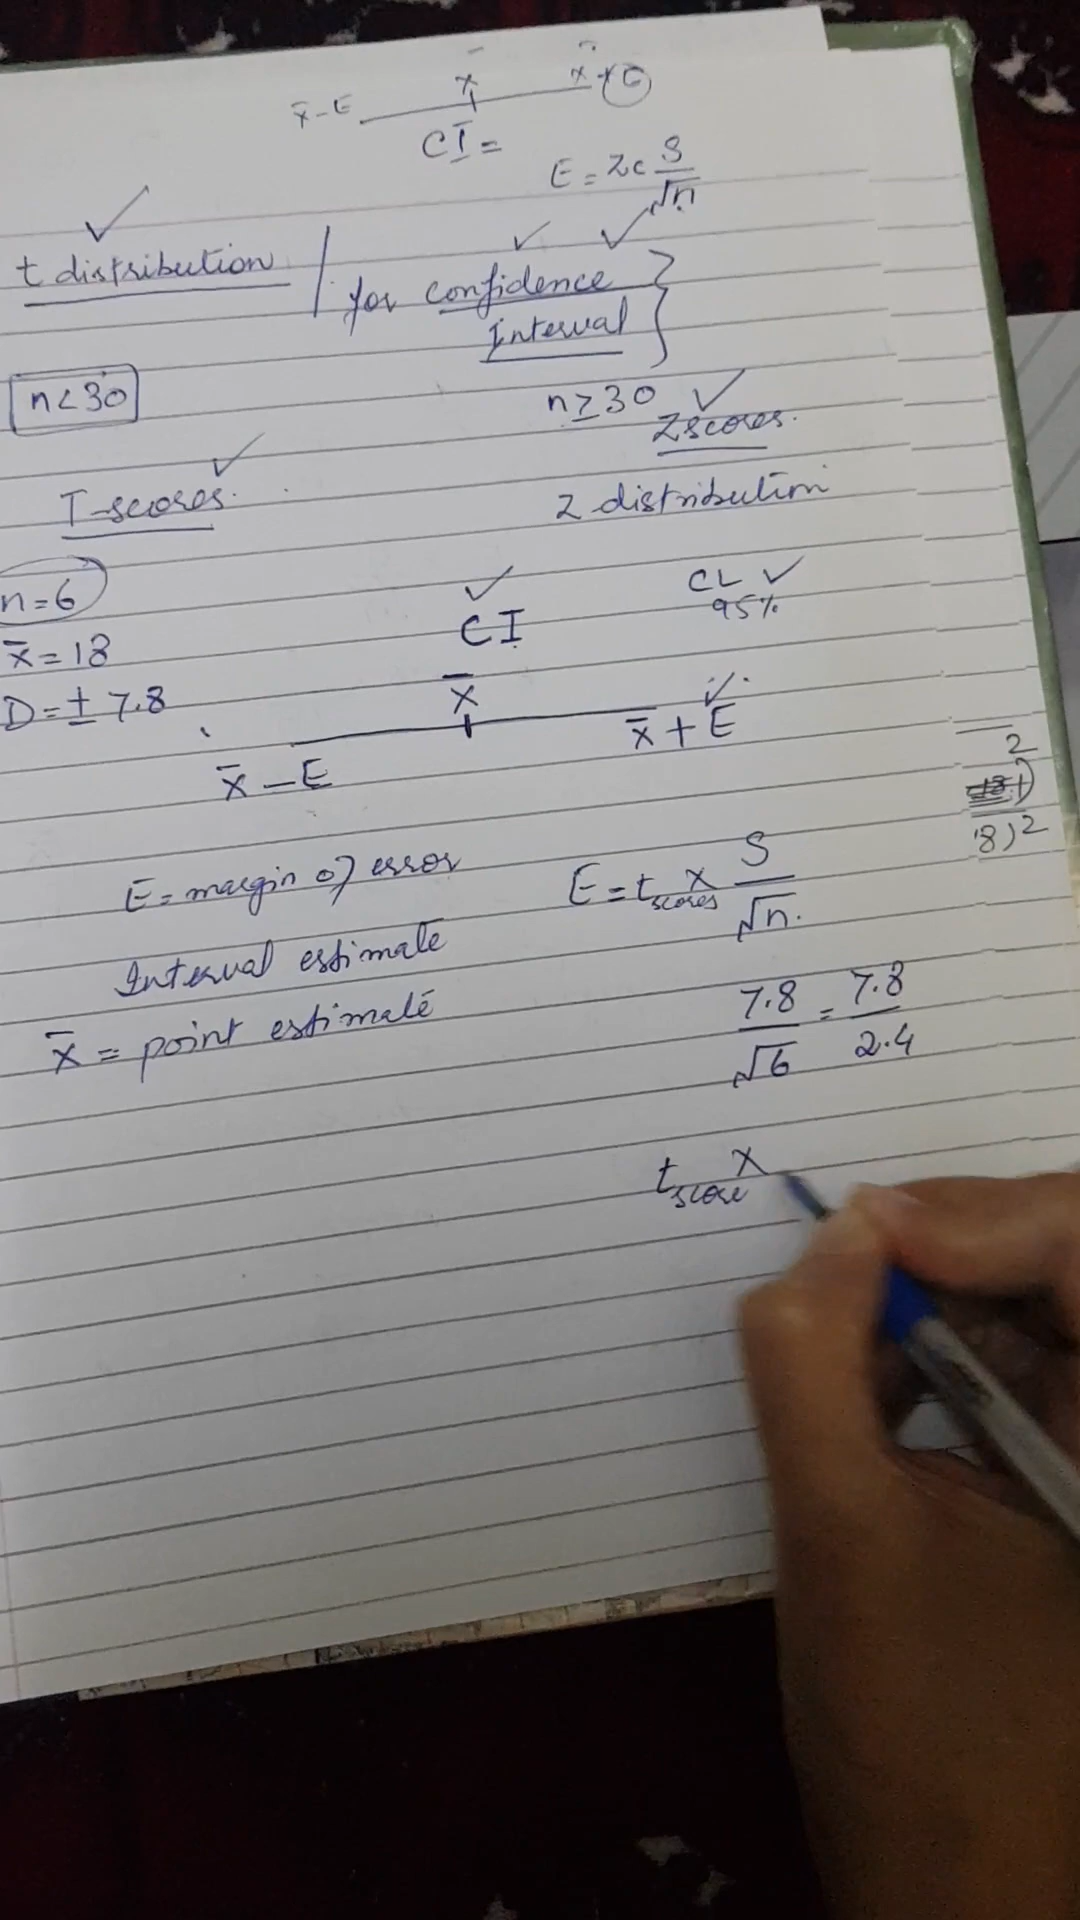 x̄-E x̄ x̄+E
CI =
E = Zc S/√n
t distribution / for confidence
Interval
n<30
n≥30
Z scores.
T-scores.
Z distribution
n=6
CI
CL
95%
x̄=18
D=±7.8
x̄
x̄-E
x̄+E
2
8)2
E = margin of error
E = t scores × S/√n.
Interval estimate
x̄ = point estimate
7.8/√6 = 7.8/2.4
t score ×